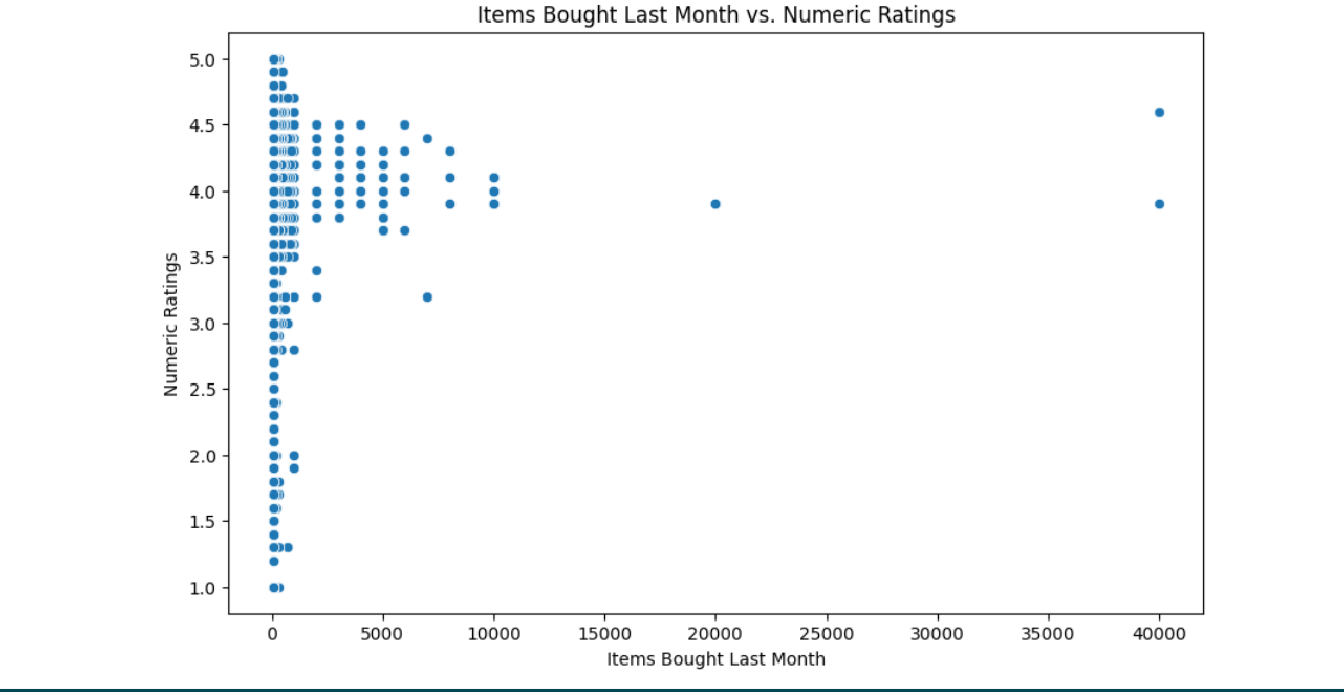 Items Bought Last Month vs. Numeric Ratings
5.0
4.5
4.0
3.5
3.0
2.5
2.0
1.5
1.0
Numeric Ratings
0 5000 10000 15000 20000 25000 30000 35000 40000
Items Bought Last Month